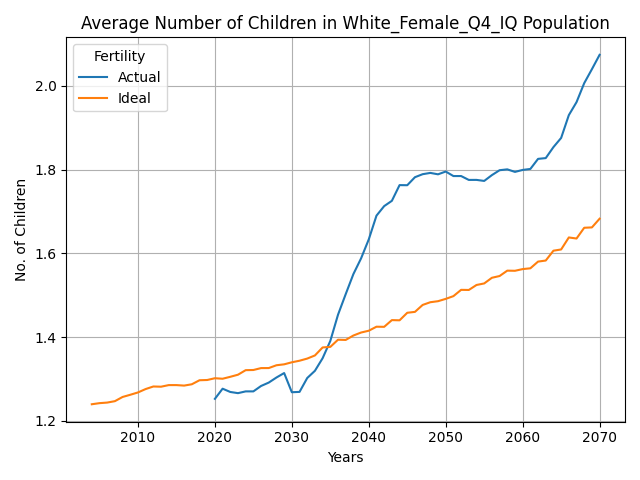 Average Number of Children in White_Female_Q4_IQ Population
Fertility
Actual
Ideal
No. of Children
2.0
1.8
1.6
1.4
1.2
2010 2020 2030 2040 2050 2060 2070
Years